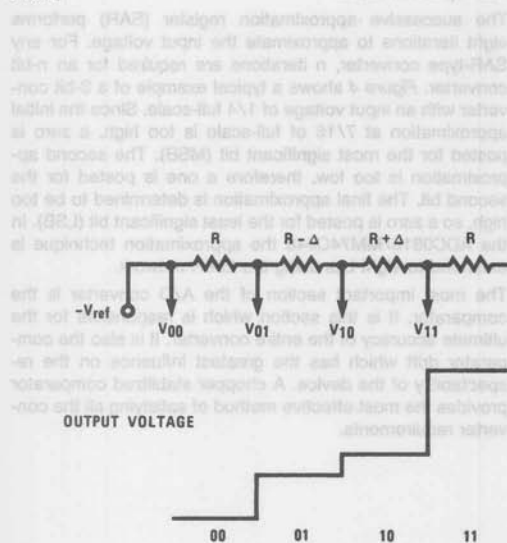 The successive approximation register (SAR) performs
eight iterations to approximate the input voltage. For any
SAR-type converter, n iterations are required for an n-bit
converter. Figure 4 shows a typical example of a 3-bit con-
verter with an input voltage of 1/4 full-scale. Since the initial
approximation at 7/16 of full-scale is too high, a zero is
posted for the most significant bit (MSB). The second ap-
proximation is too low, therefore a one is posted for the
second bit. The final approximation is determined to be too
high, so a zero is posted for the least significant bit (LSB). In
the approximation technique is
R R – Δ R + Δ R
–Vref V00 V01 V10 V11
The most important section of the A/D converter is the
comparator. It is this section which is responsible for the
ultimate accuracy of the entire converter. It is also the com-
parator drift which has the greatest influence on the re-
peatability of the device. A chopper stabilized comparator
provides the most effective method of satisfying all the con-
verter requirements.
OUTPUT VOLTAGE
00 01 10 11